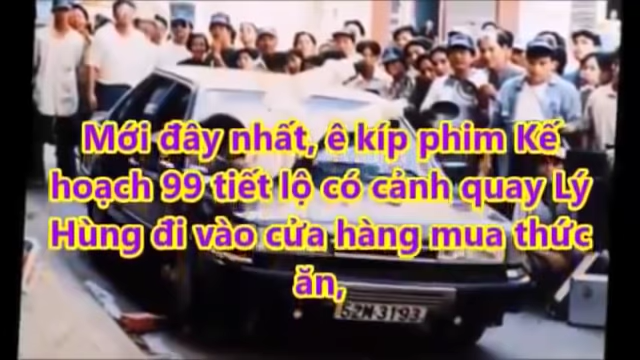 Mới đây nhất, ê kíp phim Kế
hoạch 99 tiết lộ có cảnh quay Lý
Hùng đi vào cửa hàng mua thức
ăn,
52M-3193